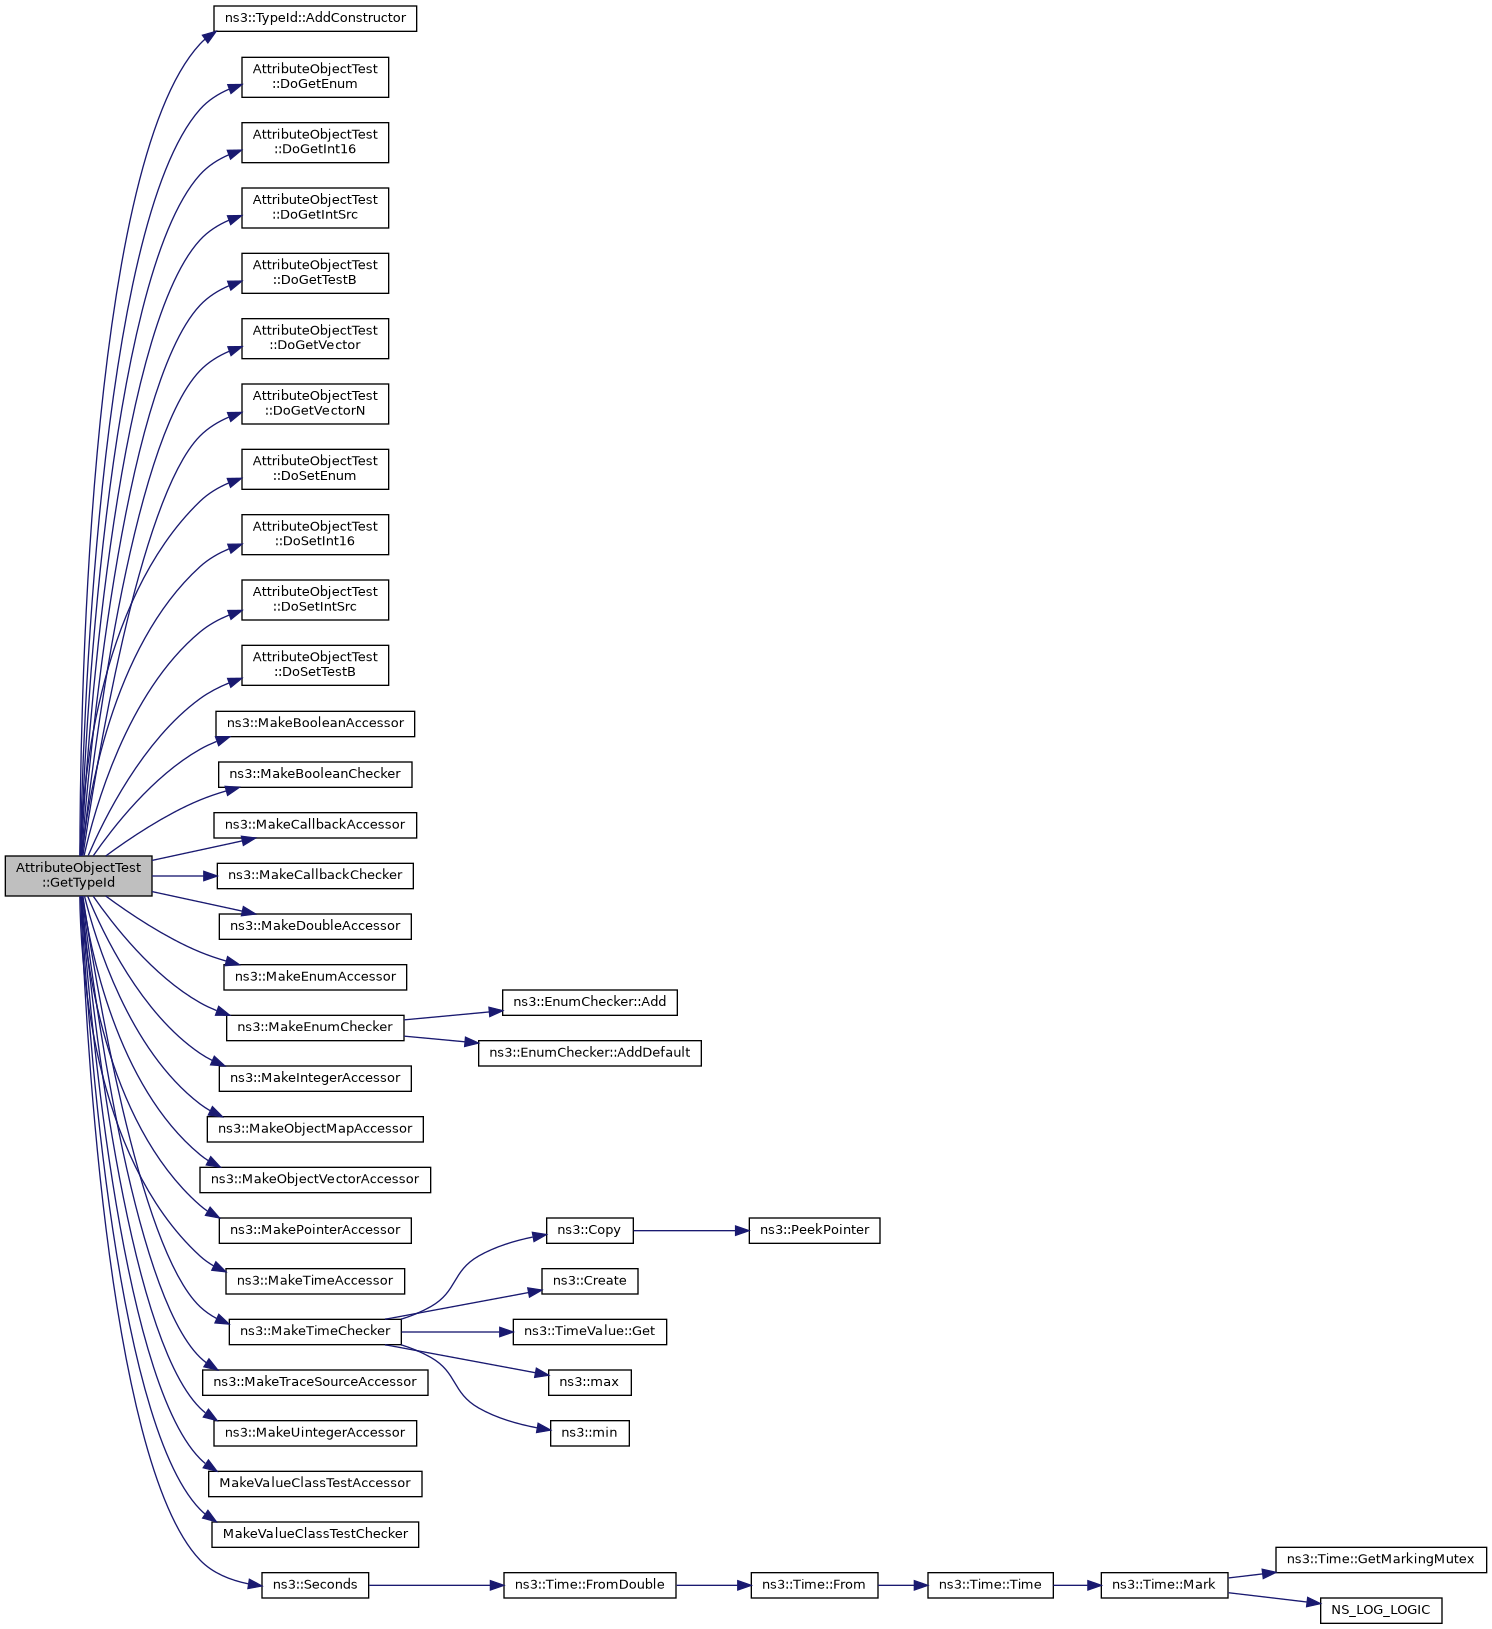 ns3::TypeId::AddConstructor
AttributeObjectTest
::DoGetEnum
AttributeObjectTest
::DoGetInt16
AttributeObjectTest
::DoGetIntSrc
AttributeObjectTest
::DoGetTestB
AttributeObjectTest
::DoGetVector
AttributeObjectTest
::DoGetVectorN
AttributeObjectTest
::DoSetEnum
AttributeObjectTest
::DoSetInt16
AttributeObjectTest
::DoSetIntSrc
AttributeObjectTest
::DoSetTestB
ns3::MakeBooleanAccessor
ns3::MakeBooleanChecker
ns3::MakeCallbackAccessor
AttributeObjectTest
::GetTypeId
ns3::MakeCallbackChecker
ns3::MakeDoubleAccessor
ns3::MakeEnumAccessor
ns3::MakeEnumChecker
ns3::EnumChecker::Add
ns3::EnumChecker::AddDefault
ns3::MakeIntegerAccessor
ns3::MakeObjectMapAccessor
ns3::MakeObjectVectorAccessor
ns3::MakePointerAccessor
ns3::MakeTimeAccessor
ns3::MakeTimeChecker
ns3::Copy
ns3::PeekPointer
ns3::Create
ns3::TimeValue::Get
ns3::max
ns3::min
ns3::MakeTraceSourceAccessor
ns3::MakeUintegerAccessor
MakeValueClassTestAccessor
MakeValueClassTestChecker
ns3::Seconds
ns3::Time::FromDouble
ns3::Time::From
ns3::Time::Time
ns3::Time::Mark
ns3::Time::GetMarkingMutex
NS_LOG_LOGIC